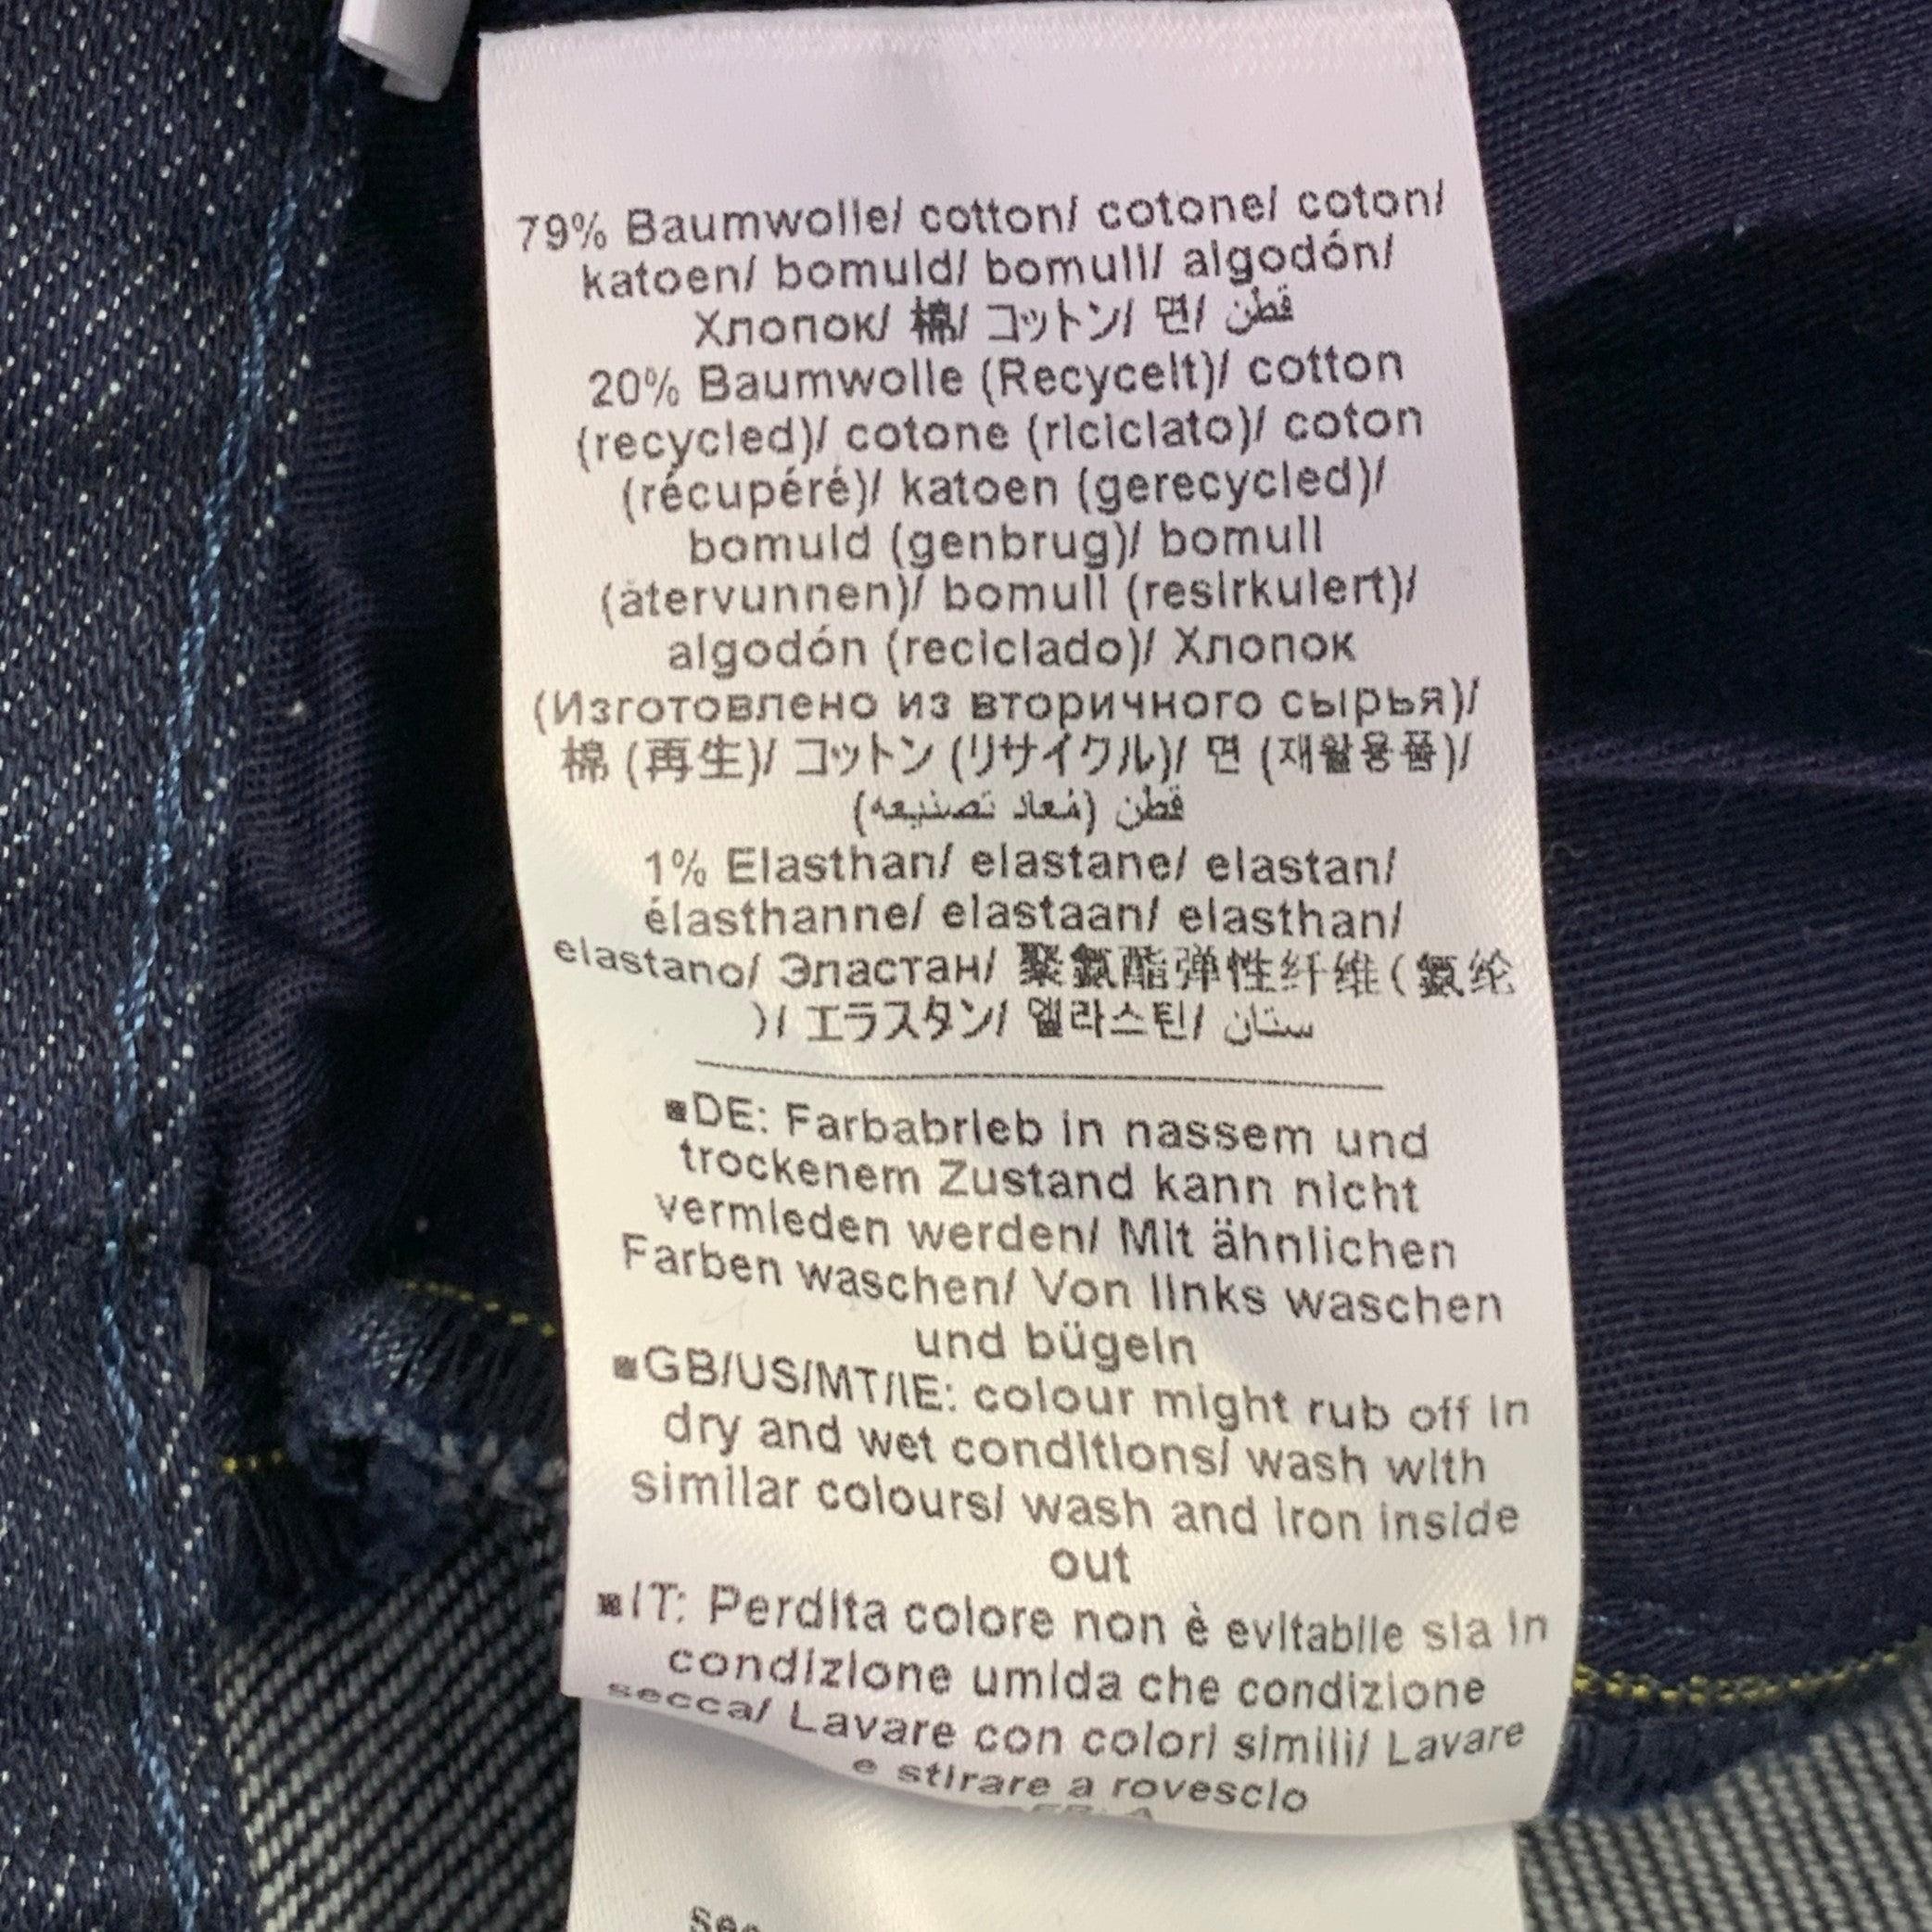 79% Baumwolle/ cotton/ cotone/ coton/
katoen/ bomuld/ bomull/ algodón/
Хлопок/ 棉/ コットン/ 면/ قطن
20% Baumwolle (Recycelt)/ cotton
(recycled)/ cotone (riciclato)/ coton
(récupéré)/ katoen (gerecycled)/
bomuld (genbrug)/ bomull
(återvunnen)/ bomull (resirkulert)/
algodón (reciclado)/ Хлопок
(Изготовлено из вторичного сырья)/
棉 (再生)/ コットン (リサイクル)/ 면 (재활용품)/
قطن (مُعاد تصنيعه)
1% Elasthan/ elastane/ elastan/
élasthanne/ elastaan/ elasthan/
elastano/ Эластан/ 聚氨酯弹性纤维(氨纶
)/ エラスタン/ 엘라스틴/ ستان
DE: Farbabrieb in nassem und
trockenem Zustand kann nicht
vermieden werden/ Mit ähnlichen
Farben waschen/ Von links waschen
und bügeln
GB/US/MT/IE: colour might rub off in
dry and wet conditions/ wash with
similar colours/ wash and iron inside
out
IT: Perdita colore non è evitabile sia in
condizione umida che condizione
secca/ Lavare con colori simili/ Lavare
e stirare a rovescio